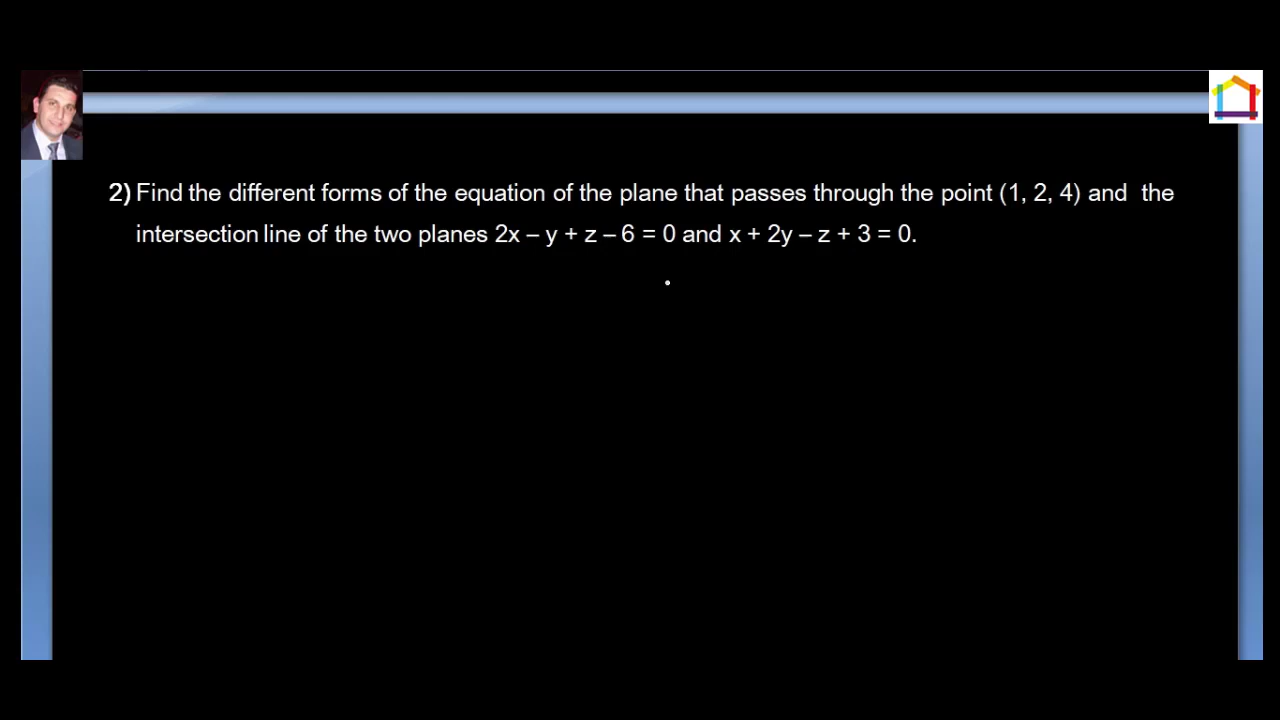 2) Find the different forms of the equation of the plane that passes through the point (1, 2, 4) and the
intersection line of the two planes 2x – y + z – 6 = 0 and x + 2y – z + 3 = 0.